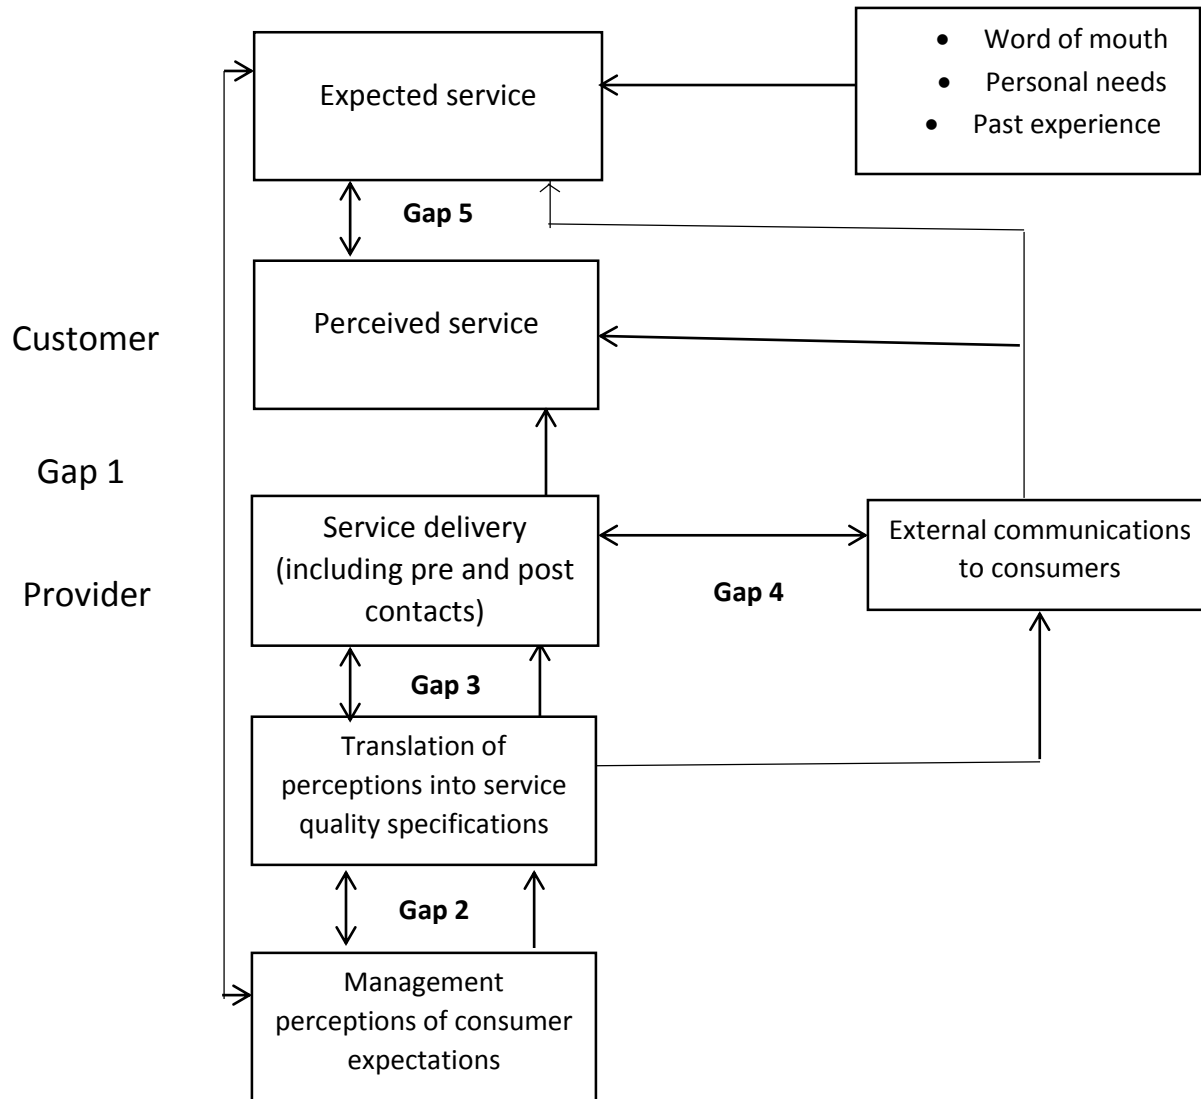 • Word of mouth
• Personal needs
• Past experience
Expected service
Gap 5
Perceived service
Customer
Gap 1
Service delivery
(including pre and post
contacts)
External communications
to consumers
Provider
Gap 4
Gap 3
Translation of
perceptions into service
quality specifications
Gap 2
Management
perceptions of consumer
expectations